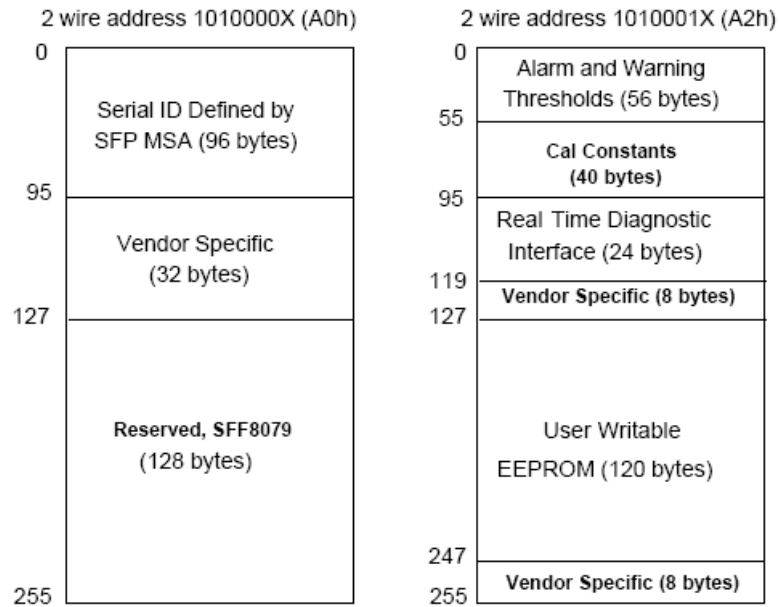 2 wire address 1010000X (A0h)
0
Serial ID Defined by
SFP MSA (96 bytes)
95
Vendor Specific
(32 bytes)
127
Reserved, SFF8079
(128 bytes)
255
2 wire address 1010001X (A2h)
0
Alarm and Warning
Thresholds (56 bytes)
55
Cal Constants
(40 bytes)
95
Real Time Diagnostic
Interface (24 bytes)
119
Vendor Specific (8 bytes)
127
User Writable
EEPROM (120 bytes)
247
Vendor Specific (8 bytes)
255